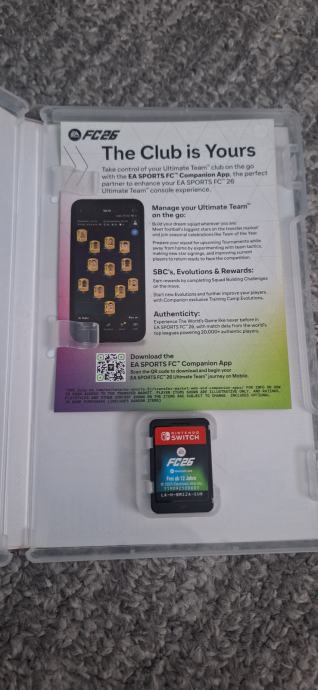 EA FC26
The Club is Yours
Take control of your Ultimate Team™ club on the go
with the EA SPORTS FC™ Companion App, the perfect
partner to enhance your EA SPORTS FC™ 26
Ultimate Team™ console experience.
Manage your Ultimate Team™
on the go:
Build your dream squad wherever you are.
Meet football's biggest stars on the transfer market
and join seasonal celebrations like Team of the Year.
Prepare your squad for upcoming Tournaments while
away from home by experimenting with team tactics,
making new star signings, and improving current
players to return ready to face the competition.
SBC's, Evolutions & Rewards:
Earn rewards by completing Squad Building Challenges
on the move.
Start new Evolutions and further improve your players
with Companion exclusive Training Camp Evolutions.
Authenticity:
Experience The World's Game like never before in
EA SPORTS FC™ 26, with match data from the world's
top leagues powering 20,000+ authentic players.
Download the
EA SPORTS FC™ Companion App
Scan the QR code to download and begin your
EA SPORTS FC™ 26 Ultimate Team™ journey on Mobile.
NINTENDO
SWITCH
EA
FC26
Frei ab 12 Jahre